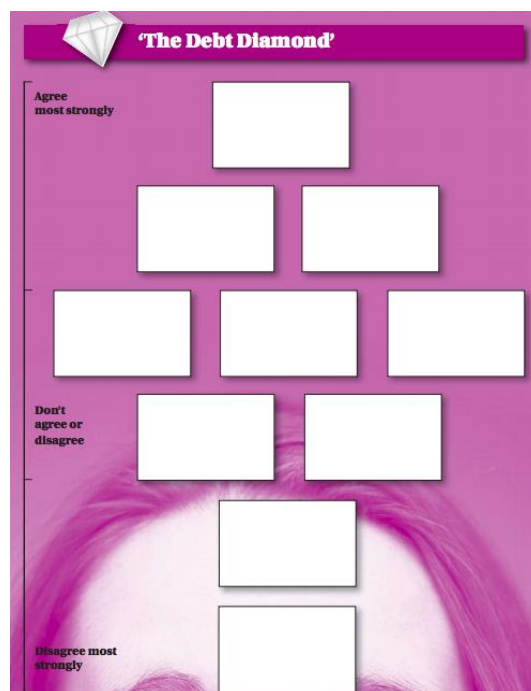 ‘The Debt Diamond’
Agree
most strongly
Don't
agree or
disagree
Disagree most
strongly